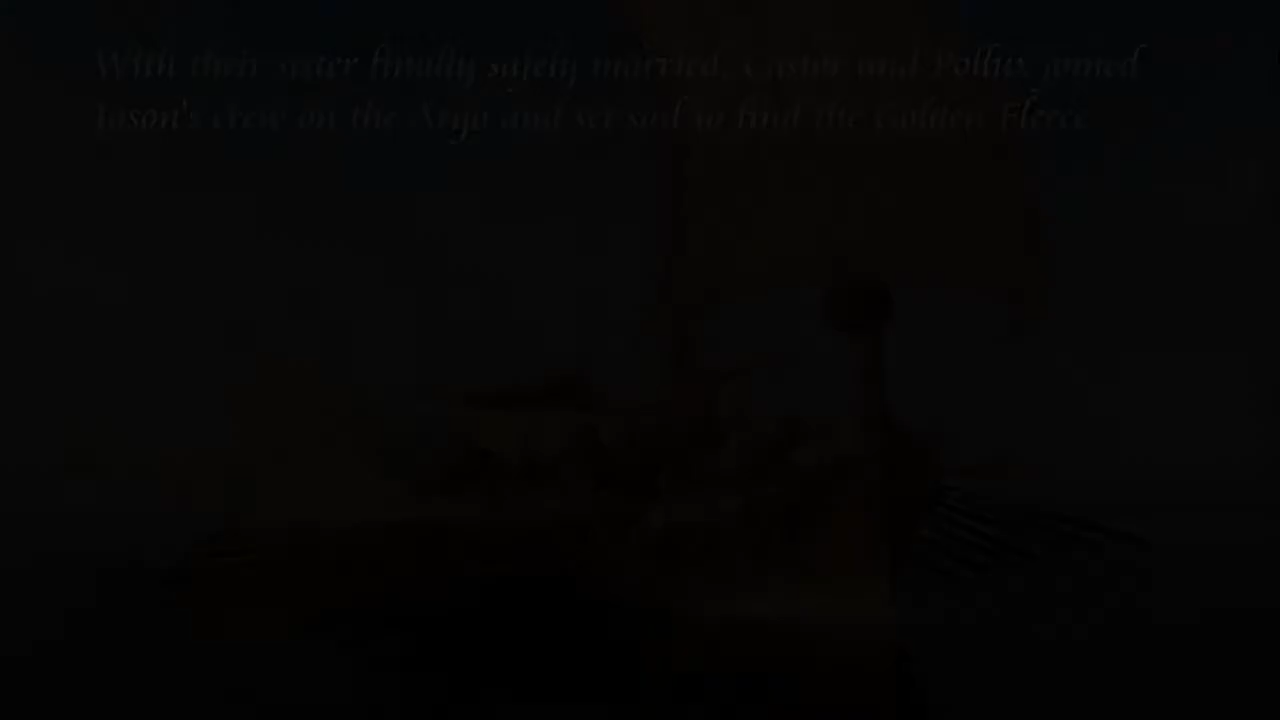 With their sister finally safely married, Castor and Pollux joined
Jason's crew on the Argo and set sail to find the Golden Fleece